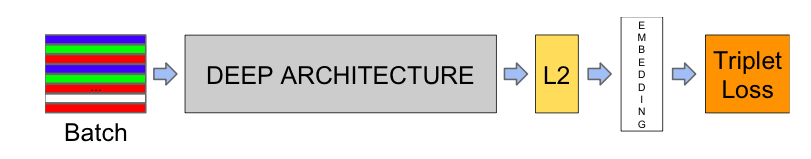 ...
Batch
DEEP ARCHITECTURE
L2
EMBEDDING
Triplet
Loss